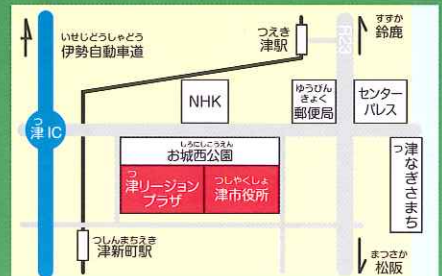 いせじどうしゃどう
伊勢自動車道
つえき
津駅
R23
すずか
鈴鹿
NHK
ゆうびん
きょく
郵便局
センター
パレス
つ
津IC
しろにしこうえん
お城西公園
つ
津リージョン
プラザ
つしやくしょ
津市役所
つ
津なぎさまち
つしんまちえき
津新町駅
まつさか
松阪